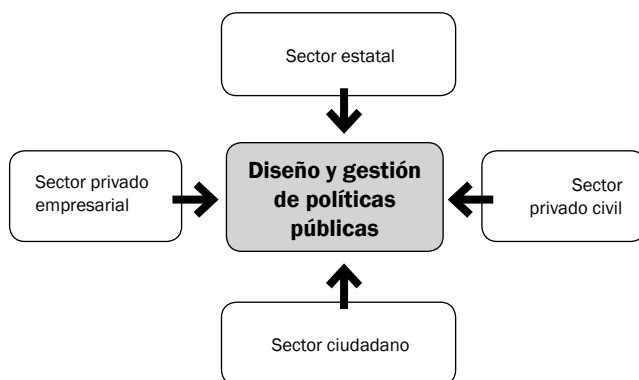 Sector estatal
Sector privado
empresarial
Diseño y gestión
de políticas
públicas
Sector
privado civil
Sector ciudadano